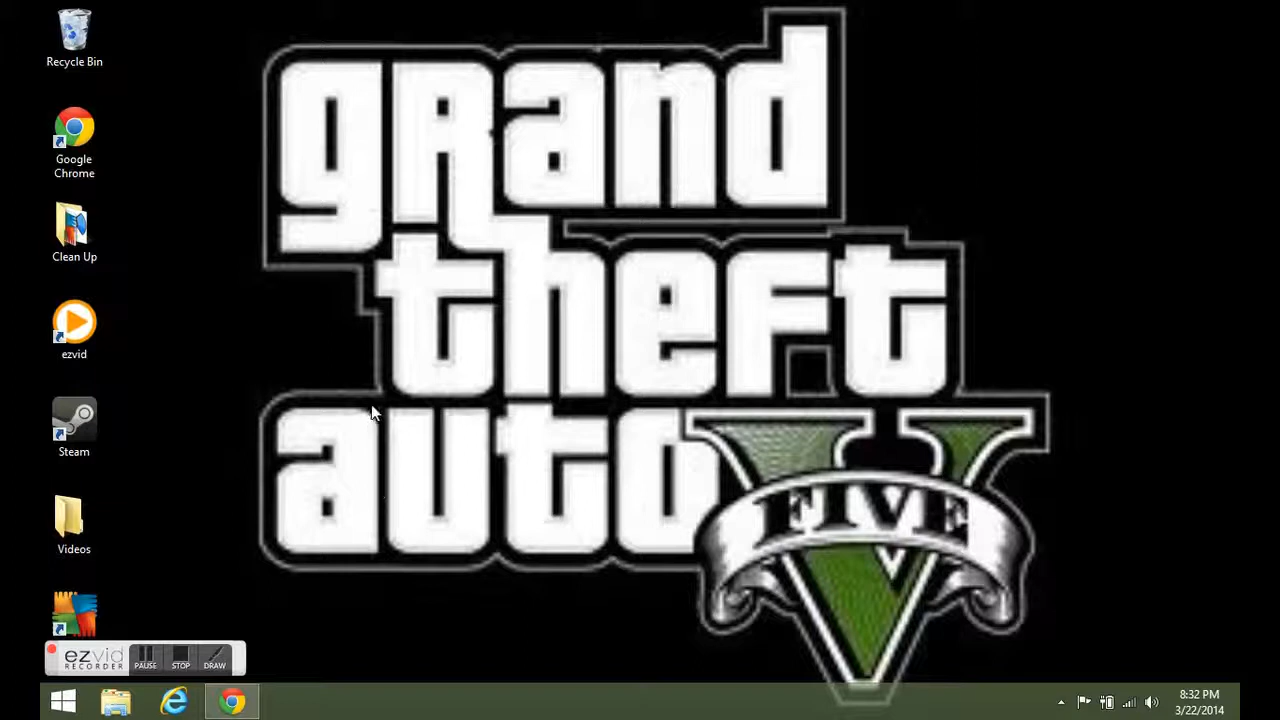 Recycle Bin
Google
Chrome
Clean Up
ezvid
Steam
Videos
grand
theft
auto
V
FIVE
ezvid
RECORDER
PAUSE
STOP
DRAW
8:32 PM
3/22/2014